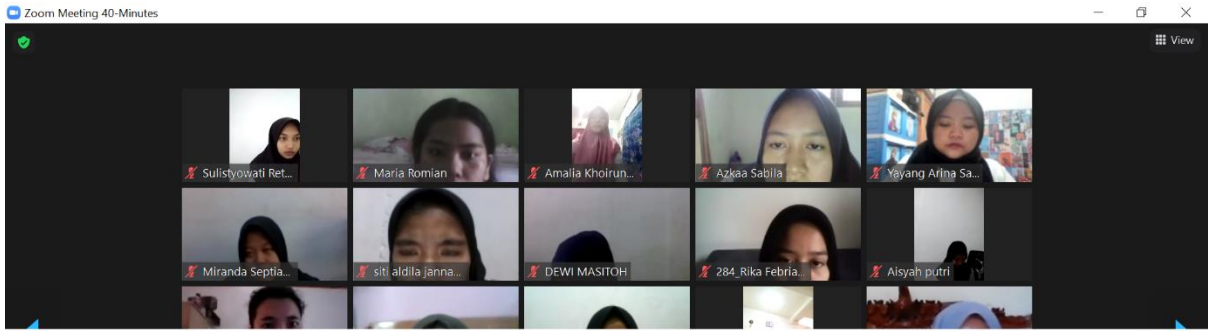 Zoom Meeting 40-Minutes
View
Sulistyowati Ret...
Maria Romian
Amalia Khoirun...
Azkaa Sabila
Yayang Arina Sa...
Miranda Septia...
siti aldila janna...
DEWI MASITOH
284_Rika Febria...
Aisyah putri